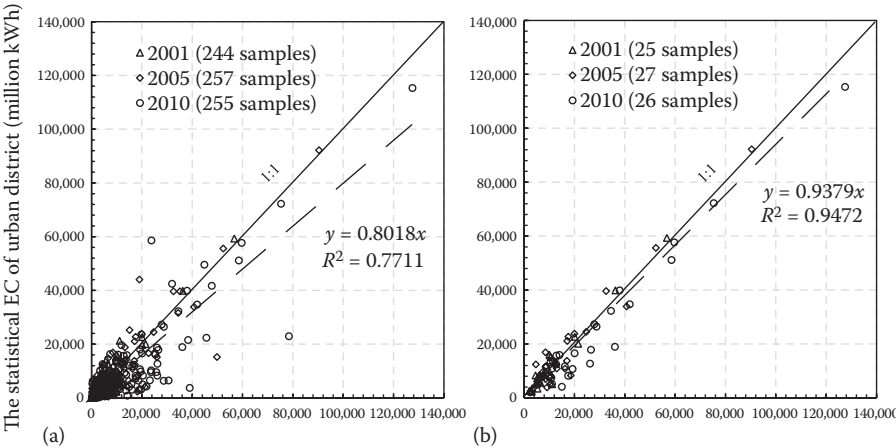 The statistical EC of urban district (million kWh)
140,000
120,000
100,000
80,000
60,000
40,000
20,000
0
△ 2001 (244 samples)
◇ 2005 (257 samples)
○ 2010 (255 samples)
1:1
y = 0.8018x
R² = 0.7711
0 20,000 40,000 60,000 80,000 100,000 120,000 140,000
(a)
140,000
120,000
100,000
80,000
60,000
40,000
20,000
0
△ 2001 (25 samples)
◇ 2005 (27 samples)
○ 2010 (26 samples)
1:1
y = 0.9379x
R² = 0.9472
0 20,000 40,000 60,000 80,000 100,000 120,000 140,000
(b)